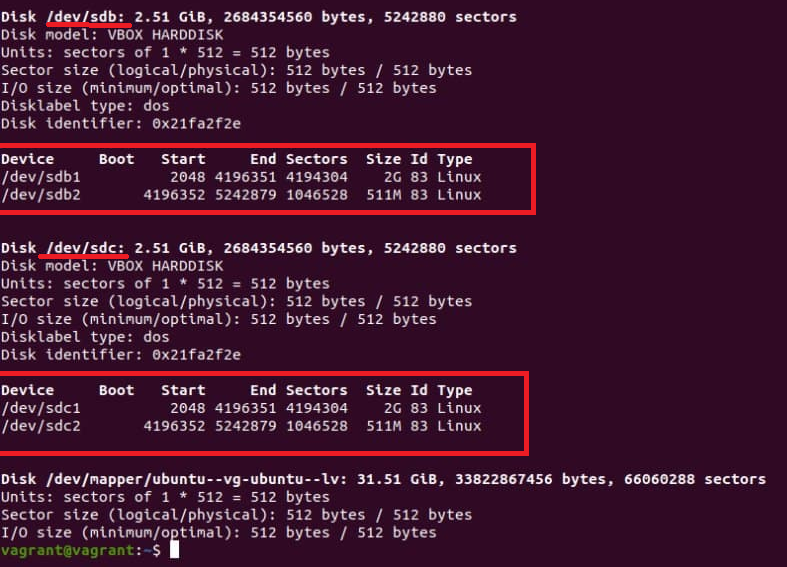 Disk /dev/sdb: 2.51 GiB, 2684354560 bytes, 5242880 sectors
Disk model: VBOX HARDDISK
Units: sectors of 1 * 512 = 512 bytes
Sector size (logical/physical): 512 bytes / 512 bytes
I/O size (minimum/optimal): 512 bytes / 512 bytes
Disklabel type: dos
Disk identifier: 0x21fa2f2e
Device     Boot   Start     End Sectors  Size Id Type
/dev/sdb1          2048 4196351 4194304    2G 83 Linux
/dev/sdb2       4196352 5242879 1046528  511M 83 Linux
Disk /dev/sdc: 2.51 GiB, 2684354560 bytes, 5242880 sectors
Disk model: VBOX HARDDISK
Units: sectors of 1 * 512 = 512 bytes
Sector size (logical/physical): 512 bytes / 512 bytes
I/O size (minimum/optimal): 512 bytes / 512 bytes
Disklabel type: dos
Disk identifier: 0x21fa2f2e
Device     Boot   Start     End Sectors  Size Id Type
/dev/sdc1          2048 4196351 4194304    2G 83 Linux
/dev/sdc2       4196352 5242879 1046528  511M 83 Linux
Disk /dev/mapper/ubuntu--vg-ubuntu--lv: 31.51 GiB, 33822867456 bytes, 66060288 sectors
Units: sectors of 1 * 512 = 512 bytes
Sector size (logical/physical): 512 bytes / 512 bytes
I/O size (minimum/optimal): 512 bytes / 512 bytes
vagrant@vagrant:~$